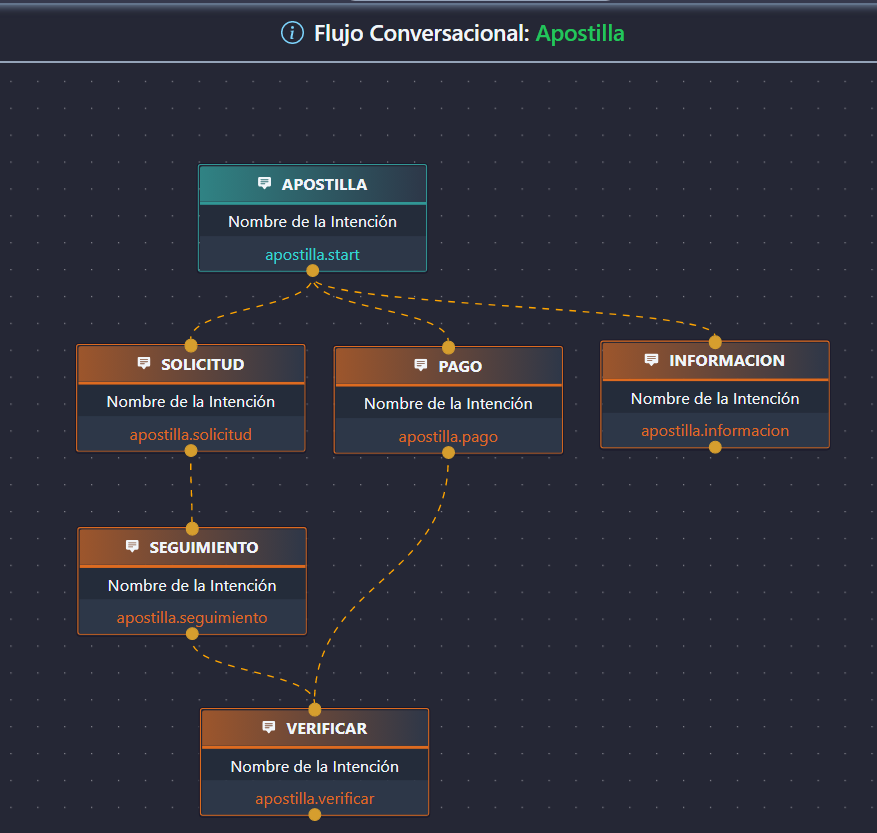 Flujo Conversacional: Apostilla
APOSTILLA
Nombre de la Intención
apostilla.start
SOLICITUD
Nombre de la Intención
apostilla.solicitud
PAGO
Nombre de la Intención
apostilla.pago
INFORMACION
Nombre de la Intención
apostilla.informacion
SEGUIMIENTO
Nombre de la Intención
apostilla.seguimiento
VERIFICAR
Nombre de la Intención
apostilla.verificar